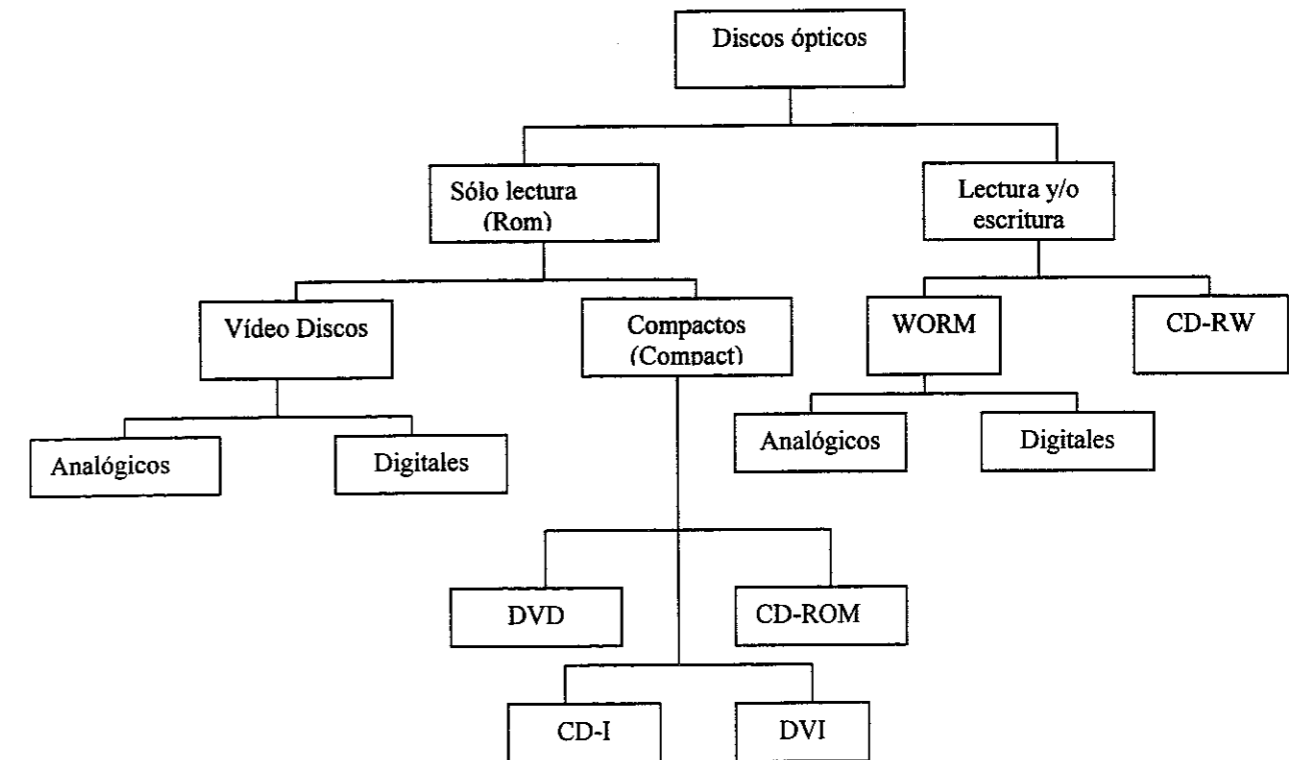 Discos ópticos
Sólo lectura
(Rom)
Lectura y/o
escritura
Vídeo Discos
Compactos
(Compact)
WORM
CD-RW
Analógicos
Digitales
Analógicos
Digitales
DVD
CD-ROM
CD-I
DVI